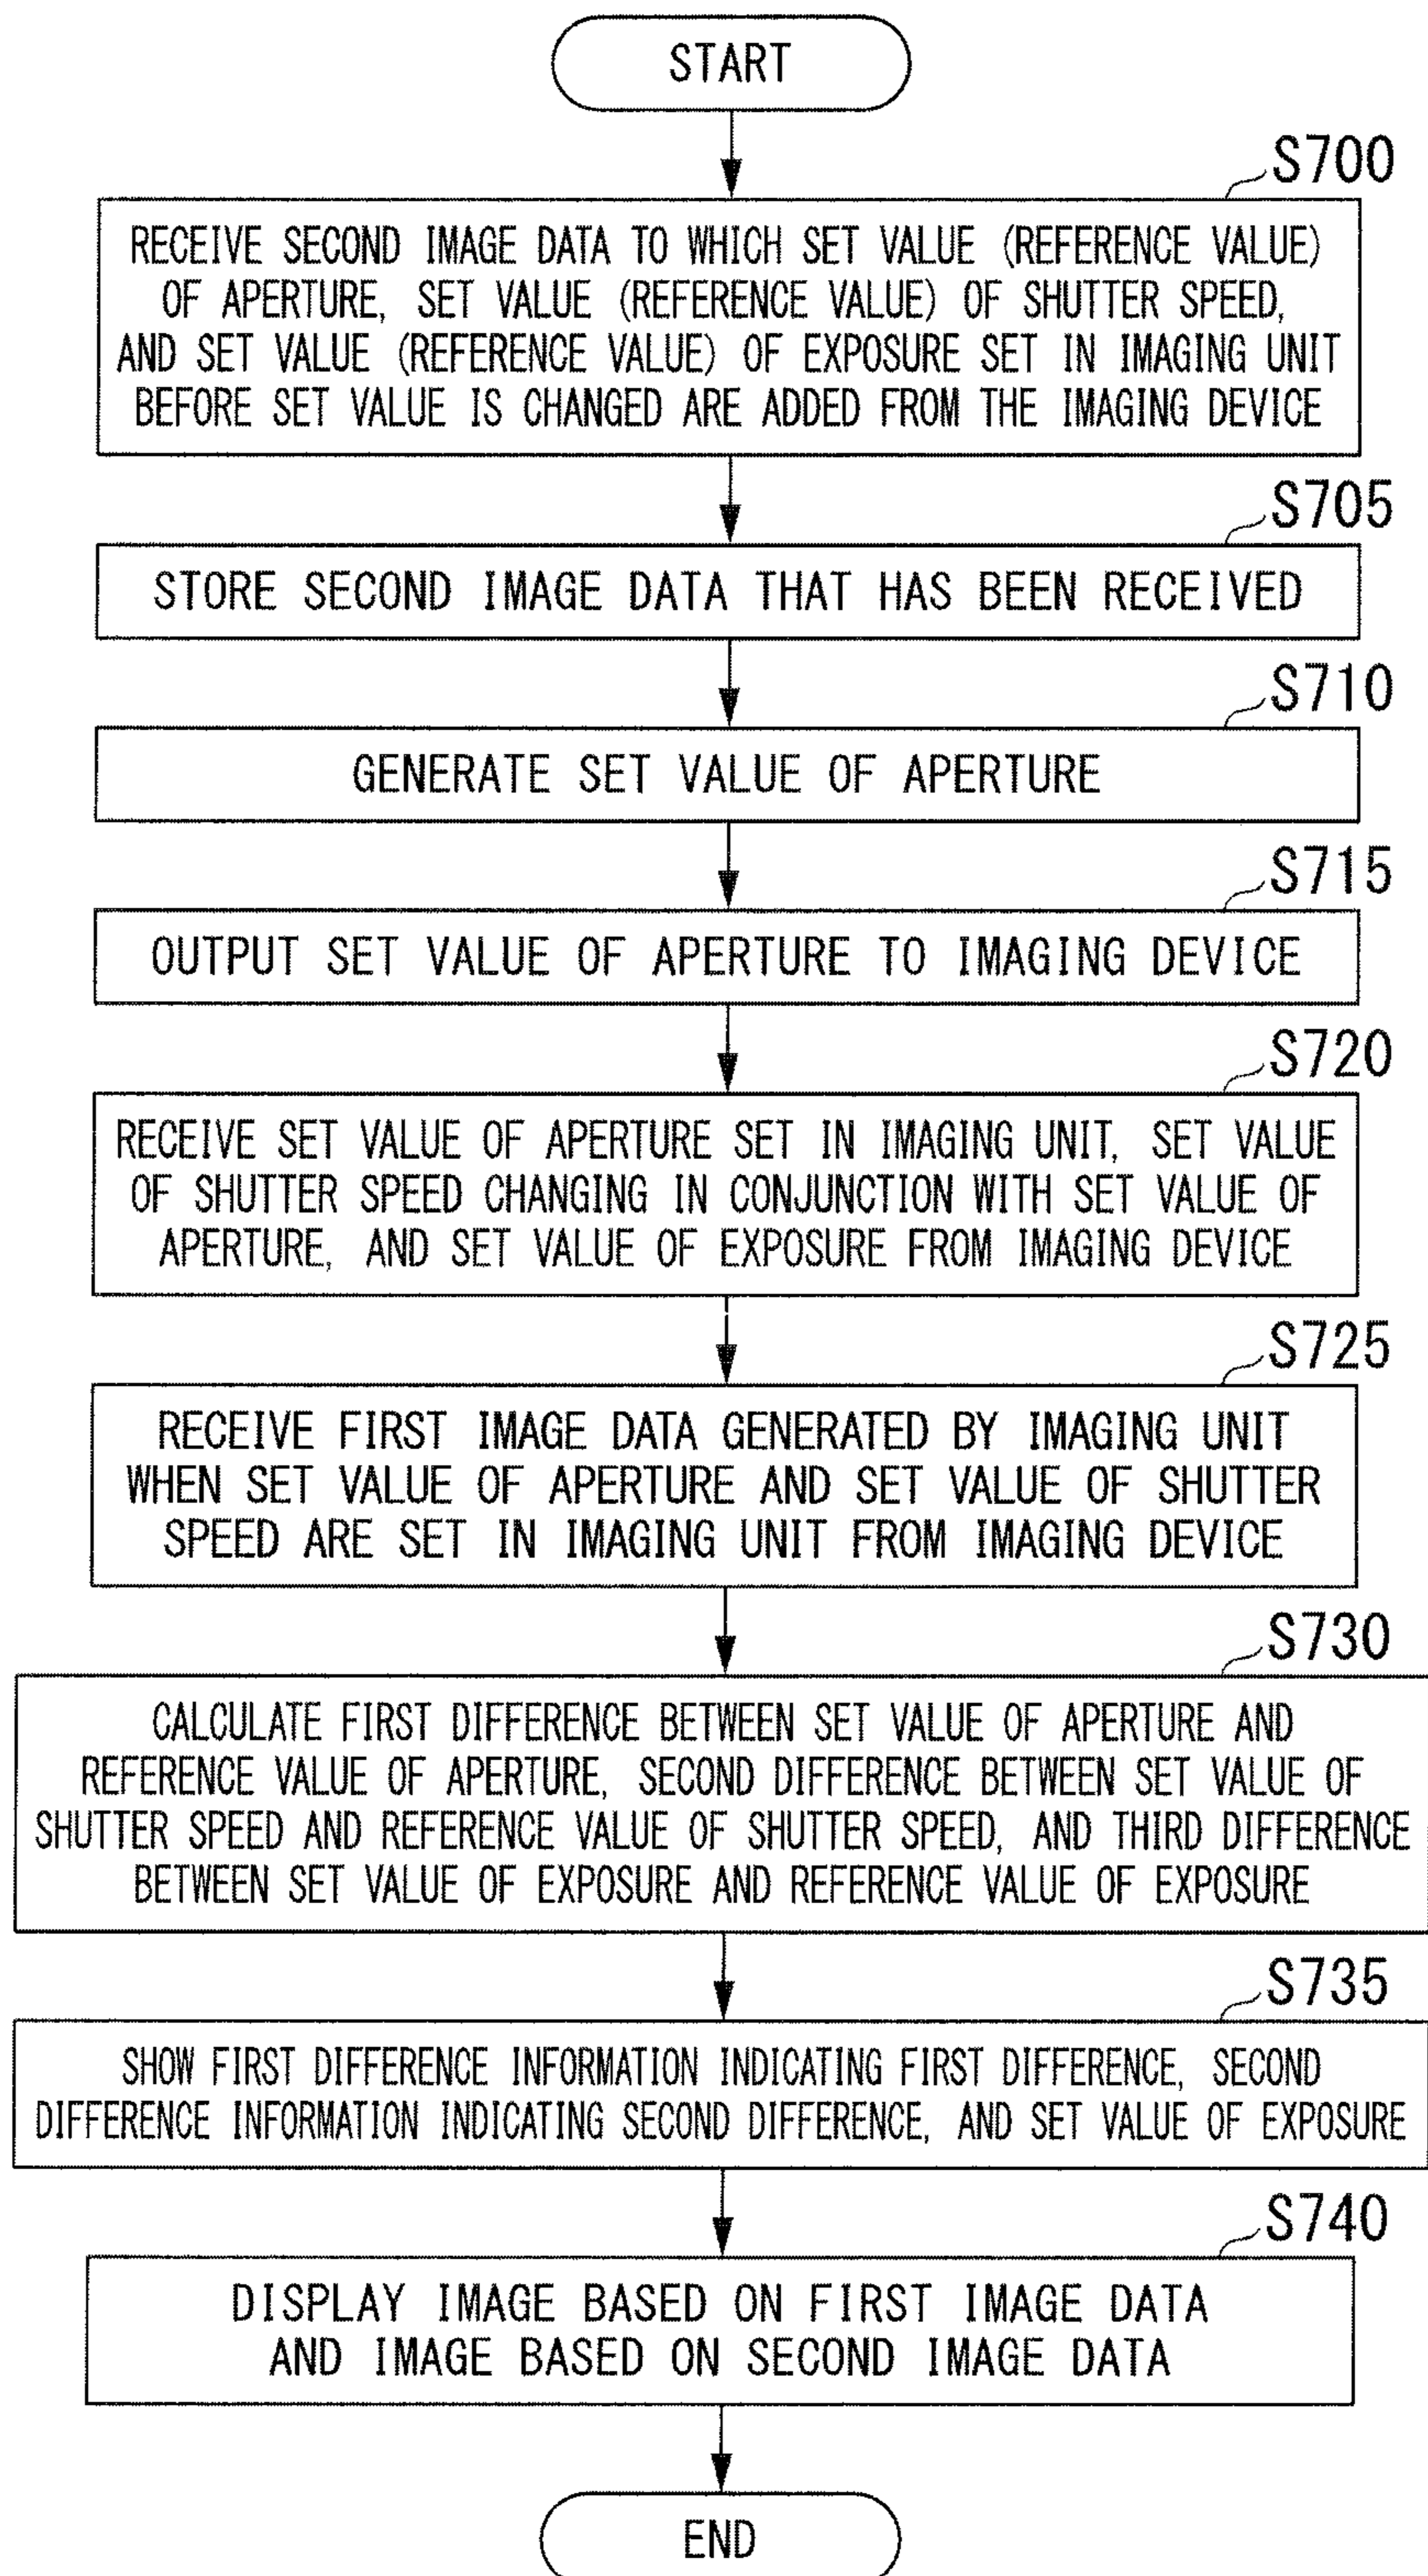 START
S700
RECEIVE SECOND IMAGE DATA TO WHICH SET VALUE (REFERENCE VALUE)
OF APERTURE, SET VALUE (REFERENCE VALUE) OF SHUTTER SPEED,
AND SET VALUE (REFERENCE VALUE) OF EXPOSURE SET IN IMAGING UNIT
BEFORE SET VALUE IS CHANGED ARE ADDED FROM THE IMAGING DEVICE
S705
STORE SECOND IMAGE DATA THAT HAS BEEN RECEIVED
S710
GENERATE SET VALUE OF APERTURE
S715
OUTPUT SET VALUE OF APERTURE TO IMAGING DEVICE
S720
RECEIVE SET VALUE OF APERTURE SET IN IMAGING UNIT, SET VALUE
OF SHUTTER SPEED CHANGING IN CONJUNCTION WITH SET VALUE OF
APERTURE, AND SET VALUE OF EXPOSURE FROM IMAGING DEVICE
S725
RECEIVE FIRST IMAGE DATA GENERATED BY IMAGING UNIT
WHEN SET VALUE OF APERTURE AND SET VALUE OF SHUTTER
SPEED ARE SET IN IMAGING UNIT FROM IMAGING DEVICE
S730
CALCULATE FIRST DIFFERENCE BETWEEN SET VALUE OF APERTURE AND
REFERENCE VALUE OF APERTURE, SECOND DIFFERENCE BETWEEN SET VALUE OF
SHUTTER SPEED AND REFERENCE VALUE OF SHUTTER SPEED, AND THIRD DIFFERENCE
BETWEEN SET VALUE OF EXPOSURE AND REFERENCE VALUE OF EXPOSURE
S735
SHOW FIRST DIFFERENCE INFORMATION INDICATING FIRST DIFFERENCE, SECOND
DIFFERENCE INFORMATION INDICATING SECOND DIFFERENCE, AND SET VALUE OF EXPOSURE
S740
DISPLAY IMAGE BASED ON FIRST IMAGE DATA
AND IMAGE BASED ON SECOND IMAGE DATA
END